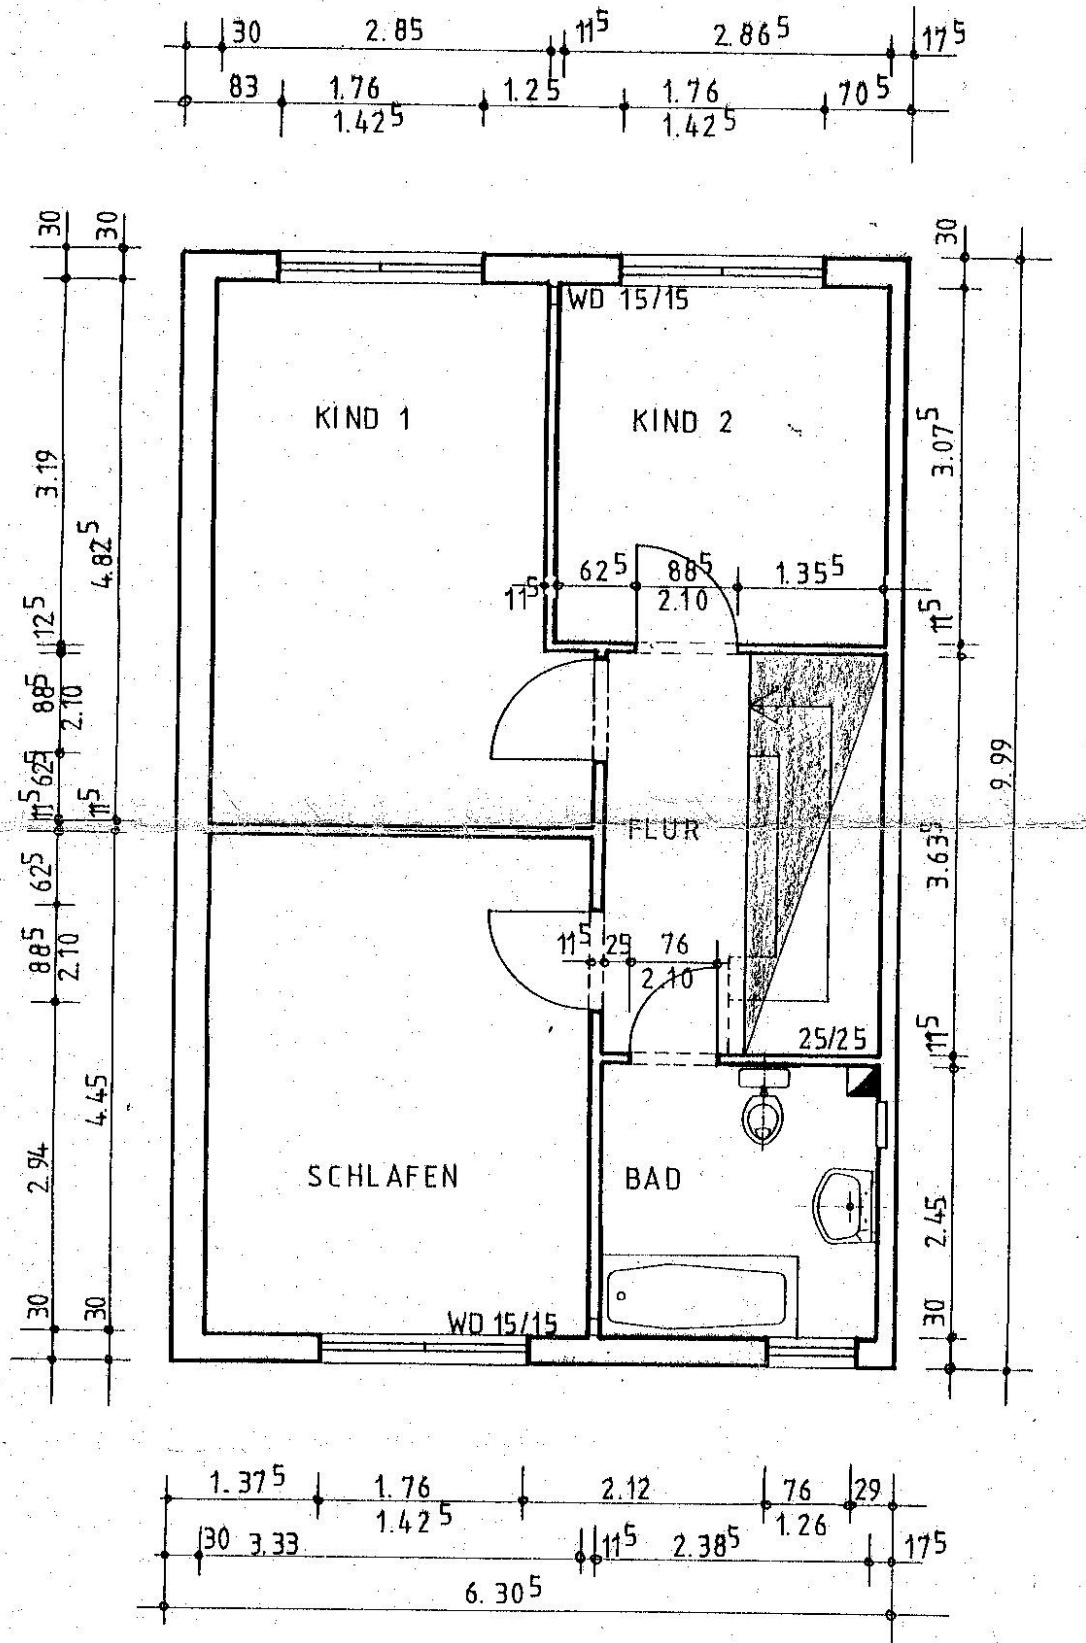 30 2.85 11⁵ 2.86⁵ 17⁵
83 1.76 1.25 1.76 70⁵
1.42⁵ 1.42⁵
30 30 30
WD 15/15
KIND 1 KIND 2
3.19 4.82⁵ 3.07⁵
62⁵ 88⁵ 1.35⁵
11⁵ 2.10
12⁵ 11⁵
88⁵ 2.10
62⁵ 9.99
11⁵ 11⁵
FLUR
62⁵ 3.63⁵
88⁵ 2.10 11⁵ 25 76
2.10
25/25 11⁵
4.45
2.94 SCHLAFEN BAD 2.45
30 30 WD 15/15 30
1.37⁵ 1.76 2.12 76 29
1.42⁵ 1.26
30 3.33 11⁵ 2.38⁵ 17⁵
6.30⁵